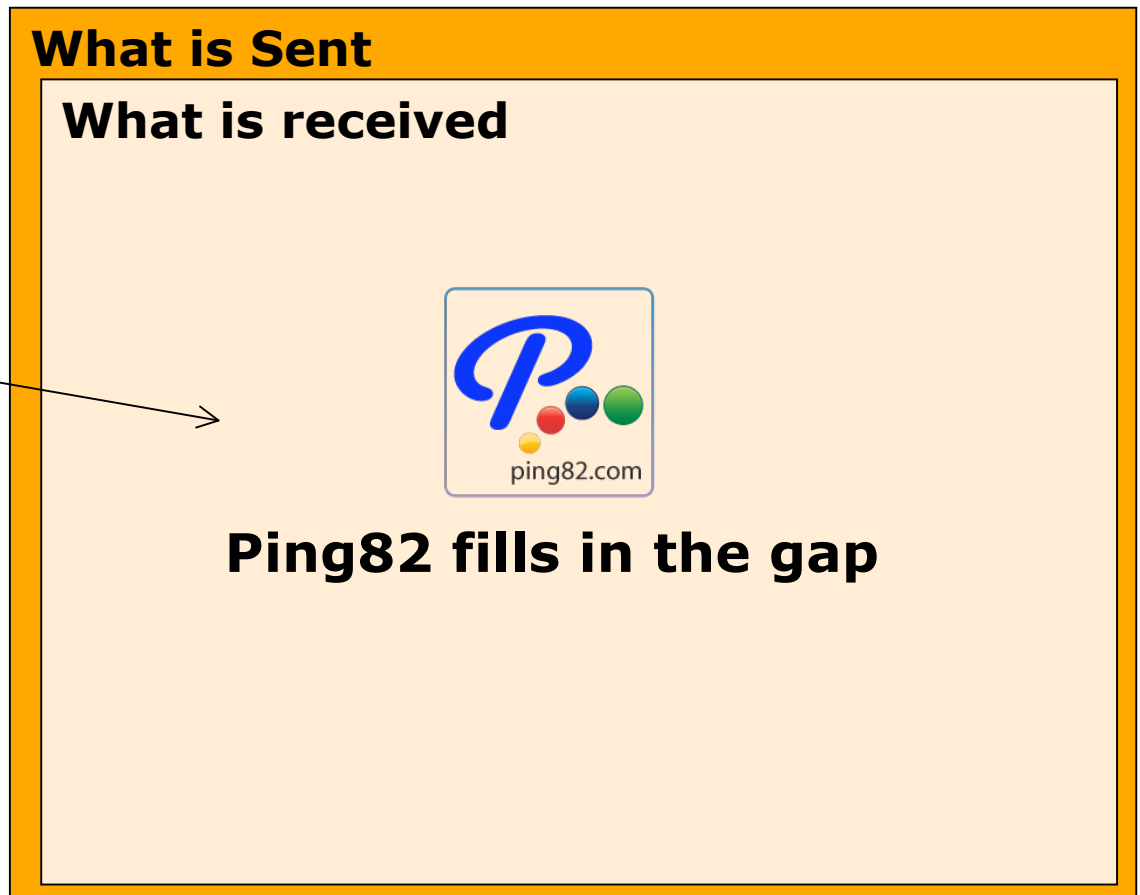 What is Sent
What is received
ping82.com
Ping82 fills in the gap